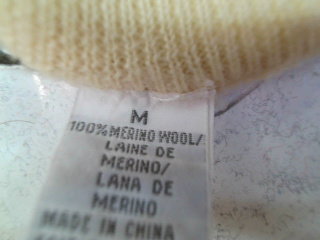 M
100% MERINO WOOL/
LAINE DE
MERINO/
LANA DE
MERINO
MADE IN CHINA